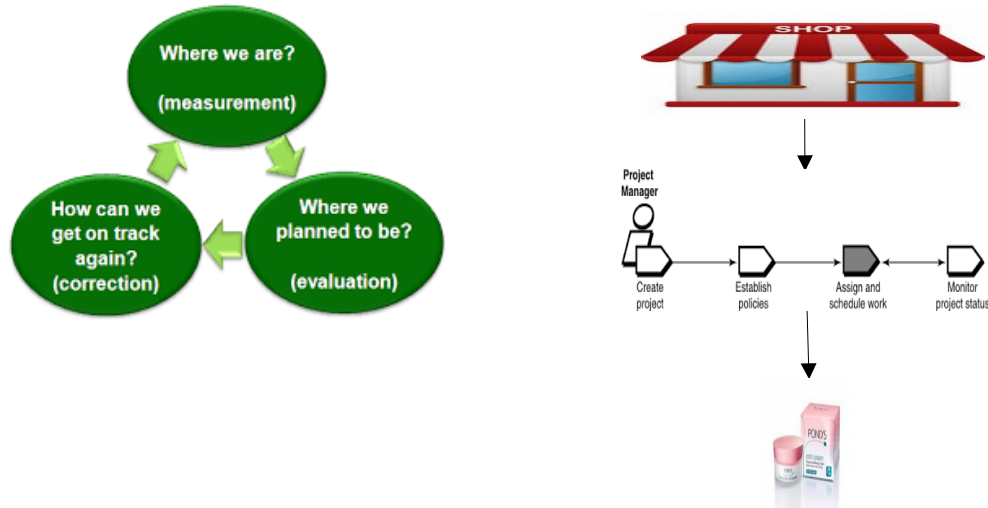 Where we are?
(measurement)
How can we
get on track
again?
(correction)
Where we
planned to be?
(evaluation)
SHOP
Project
Manager
Create
project
Establish
policies
Assign and
schedule work
Monitor
project status
POND'S